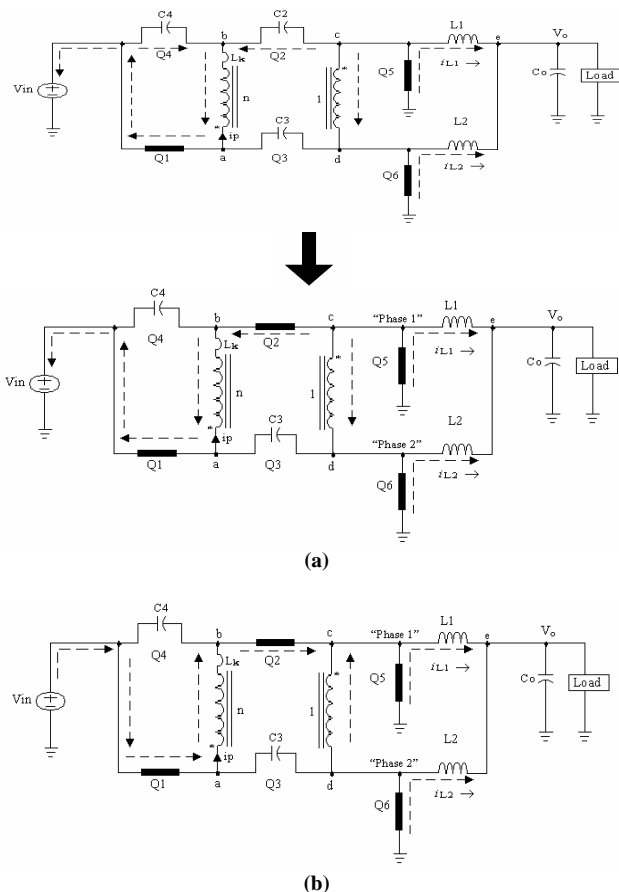 C4 C2 L1
b c e Vo
Q4 Lk Q2 Q5 iL1 →
Vin n 1 Co Load
C3 L2
Q1 a ip Q3 d Q6 iL2 →
C4 L1
b c "Phase 1" e Vo
Q4 Lk Q2 Q5 iL1 →
Vin n 1 Co Load
C3 L2
Q1 a ip Q3 d "Phase 2" Q6 iL2 →
(a)
C4 L1
b c "Phase 1" e Vo
Q4 Lk Q2 Q5 iL1 →
Vin n 1 Co Load
C3 L2
Q1 a ip Q3 d "Phase 2" Q6 iL2 →
(b)